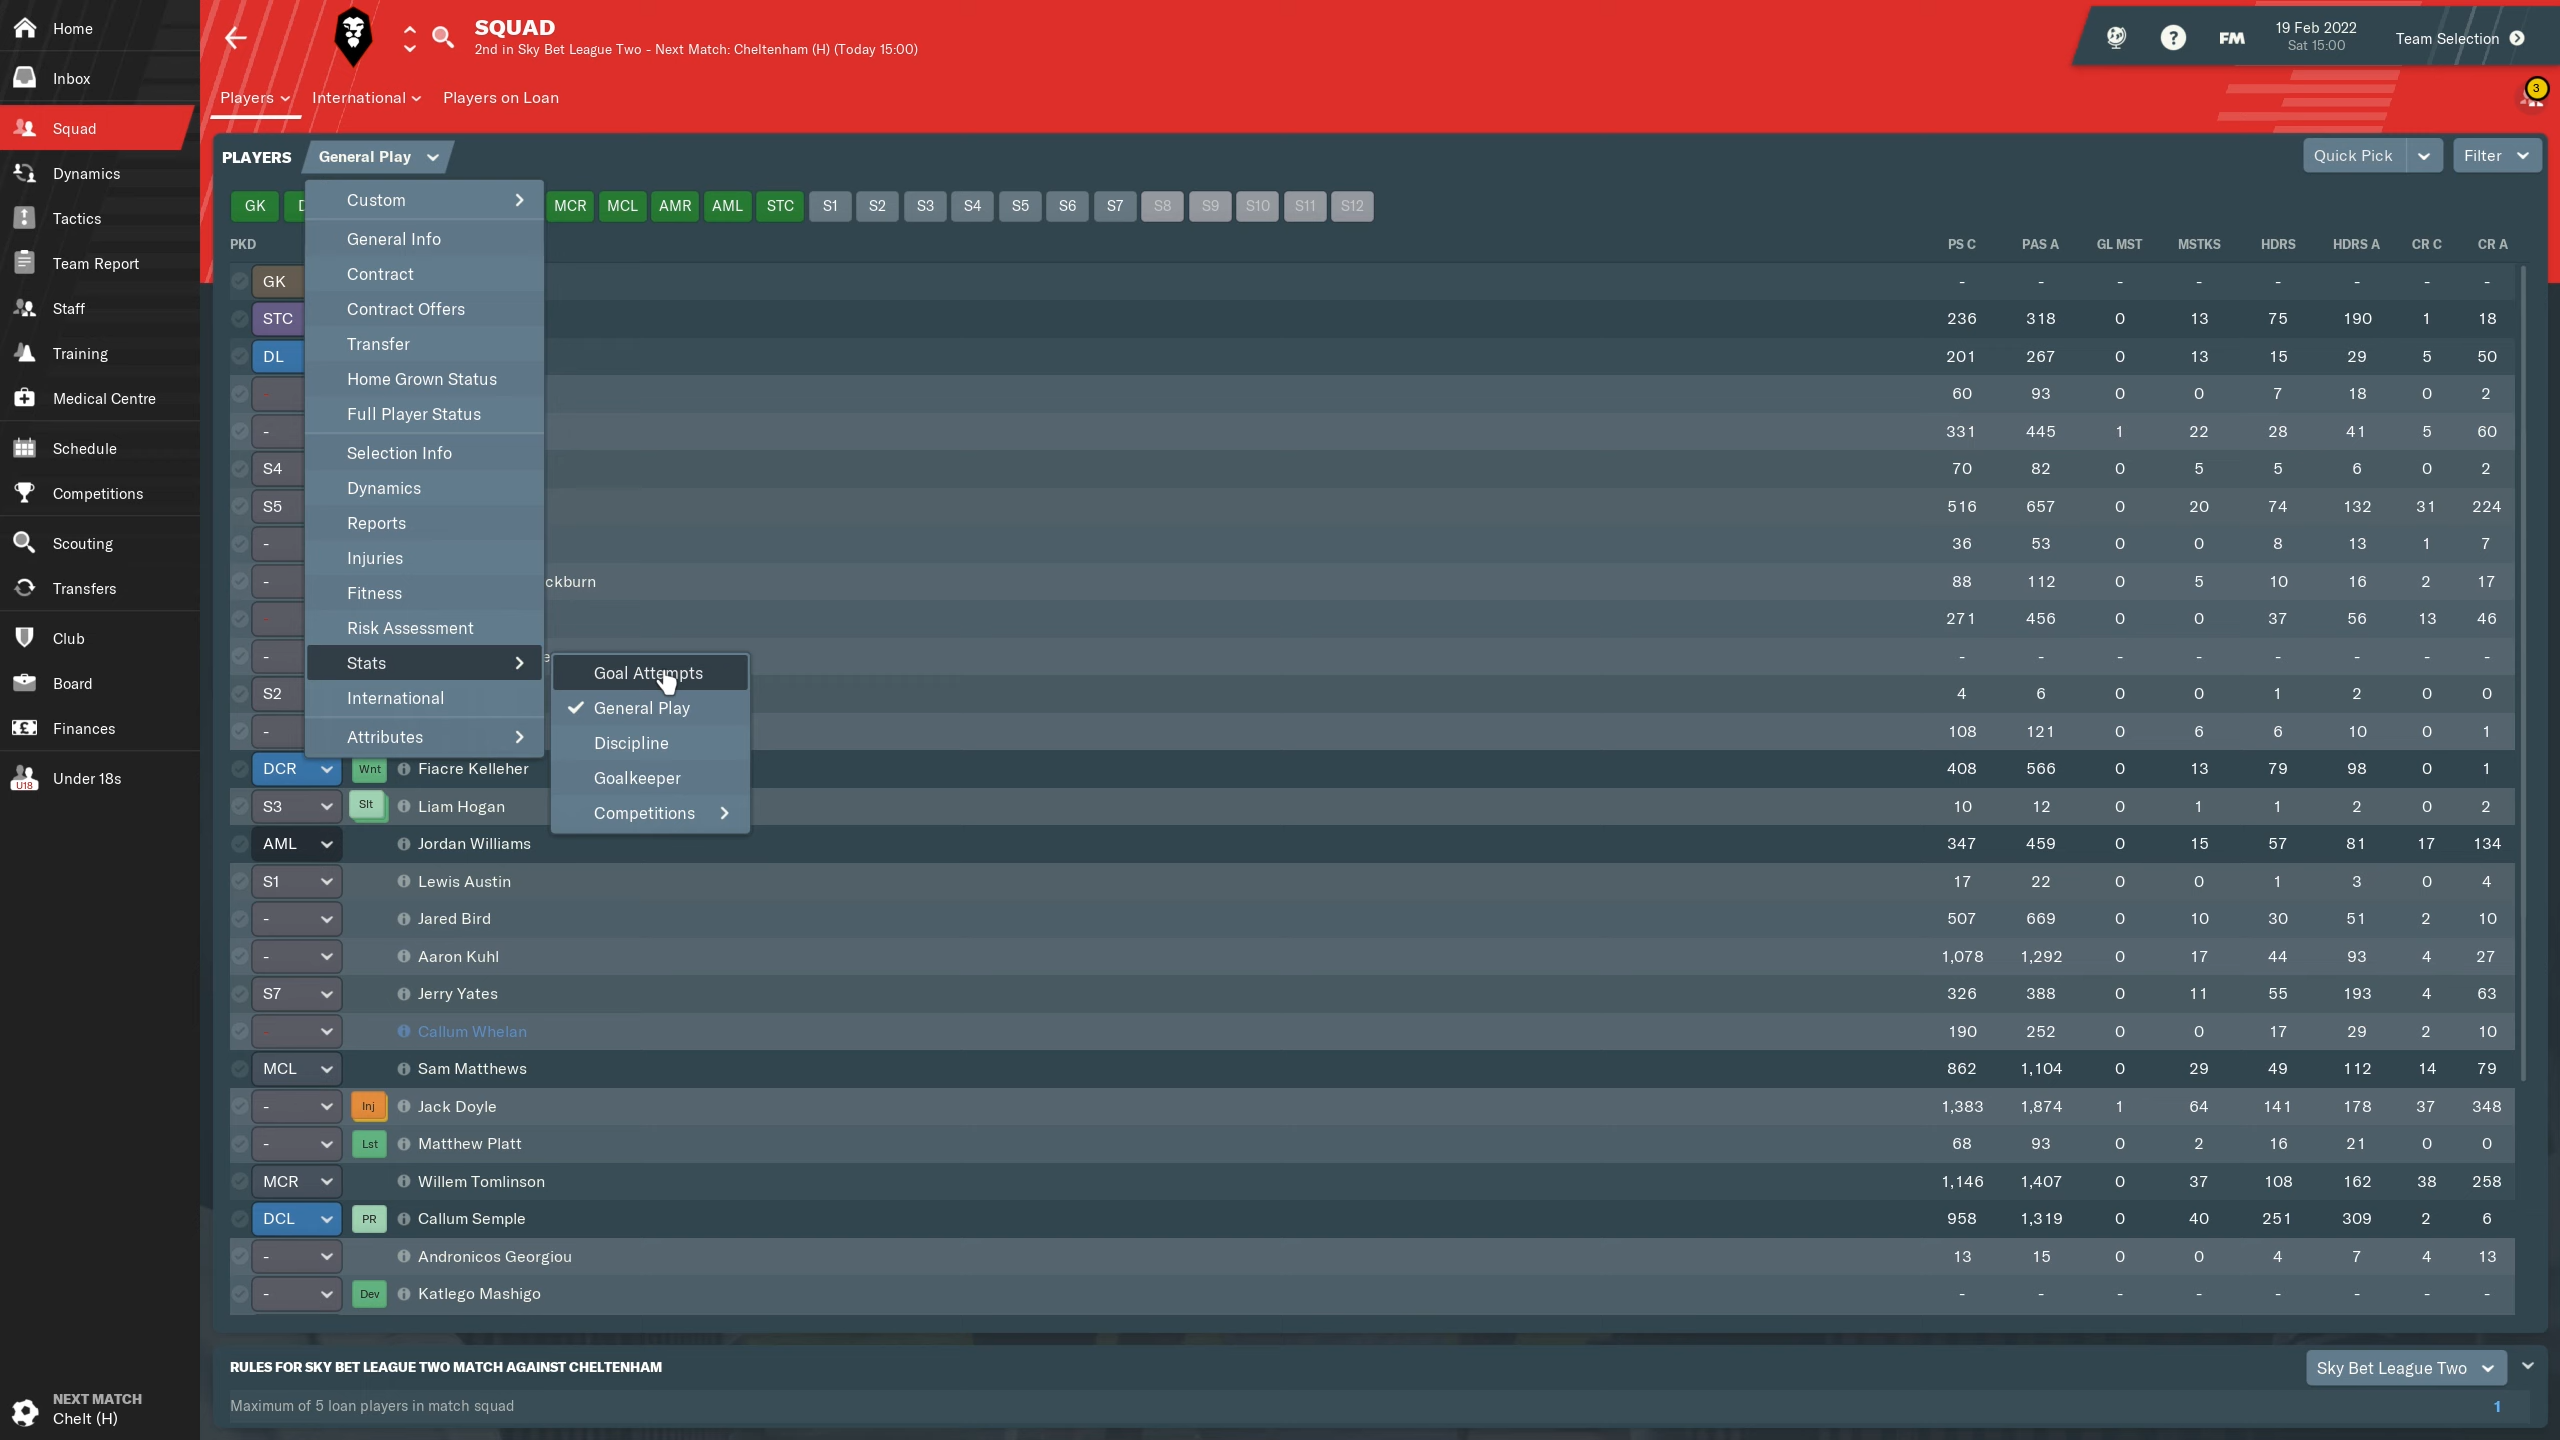 Home
Inbox
Squad
Dynamics
Tactics
Team Report
Staff
Training
Medical Centre
Schedule
Competitions
Scouting
Transfers
Club
Board
Finances
U18
Under 18s
NEXT MATCH
Chelt (H)
SQUAD
2nd in Sky Bet League Two - Next Match: Cheltenham (H) (Today 15:00)
? FM 19 Feb 2022
Sat 15:00
Team Selection
Players International Players on Loan
3
PLAYERS General Play Quick Pick Filter
GK D MCR MCL AMR AML STC S1 S2 S3 S4 S5 S6 S7 S8 S9 S10 S11 S12
Custom
General Info
Contract
Contract Offers
Transfer
Home Grown Status
Full Player Status
Selection Info
Dynamics
Reports
Injuries
Fitness
Risk Assessment
Stats
International
Attributes
Goal Attempts
General Play
Discipline
Goalkeeper
Competitions
PKD PS C PAS A GL MST MSTKS HDRS HDRS A CR C CR A
GK - - - - - - - -
STC 236 318 0 13 75 190 1 18
DL 201 267 0 13 15 29 5 50
- 60 93 0 0 7 18 0 2
- 331 445 1 22 28 41 5 60
S4 70 82 0 5 5 6 0 2
S5 516 657 0 20 74 132 31 224
- 36 53 0 0 8 13 1 7
- ckburn 88 112 0 5 10 16 2 17
- 271 456 0 0 37 56 13 46
- e - - - - - - - -
S2 4 6 0 0 1 2 0 0
- 108 121 0 6 6 10 0 1
DCR Wnt Fiacre Kelleher 408 566 0 13 79 98 0 1
S3 Slt Liam Hogan 10 12 0 1 1 2 0 2
AML Jordan Williams 347 459 0 15 57 81 17 134
S1 Lewis Austin 17 22 0 0 1 3 0 4
- Jared Bird 507 669 0 10 30 51 2 10
- Aaron Kuhl 1,078 1,292 0 17 44 93 4 27
S7 Jerry Yates 326 388 0 11 55 193 4 63
- Callum Whelan 190 252 0 0 17 29 2 10
MCL Sam Matthews 862 1,104 0 29 49 112 14 79
- Inj Jack Doyle 1,383 1,874 1 64 141 178 37 348
- Lst Matthew Platt 68 93 0 2 16 21 0 0
MCR Willem Tomlinson 1,146 1,407 0 37 108 162 38 258
DCL PR Callum Semple 958 1,319 0 40 251 309 2 6
- Andronicos Georgiou 13 15 0 0 4 7 4 13
- Dev Katlego Mashigo - - - - - - - -
RULES FOR SKY BET LEAGUE TWO MATCH AGAINST CHELTENHAM Sky Bet League Two
Maximum of 5 loan players in match squad 1